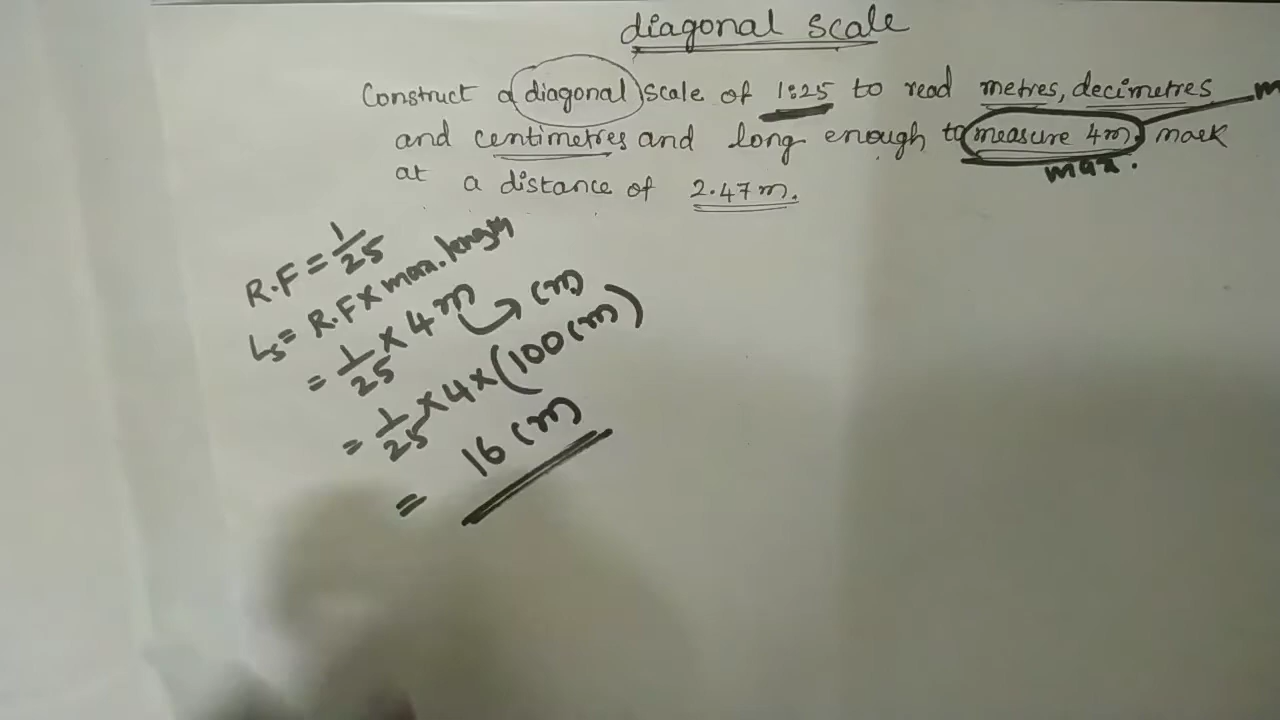 diagonal scale
Construct a diagonal scale of 1:25 to read metres, decimetres
and centimetres and long enough to measure 4m. mark
max.
at a distance of 2.47m.
R.F = 1/25
Ls = R.F × max. length
= 1/25 × 4m → cm
= 1/25 × 4 × (100cm)
= 16 cm